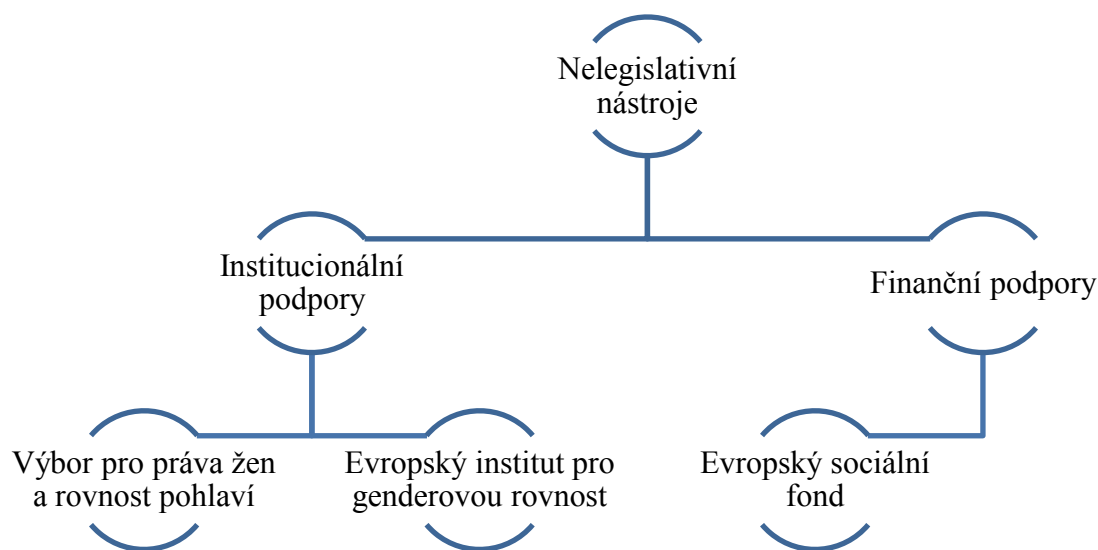 Nelegislativní
nástroje
Institucionální
podpory
Finanční podpory
Výbor pro práva žen
a rovnost pohlaví
Evropský institut pro
genderovou rovnost
Evropský sociální
fond